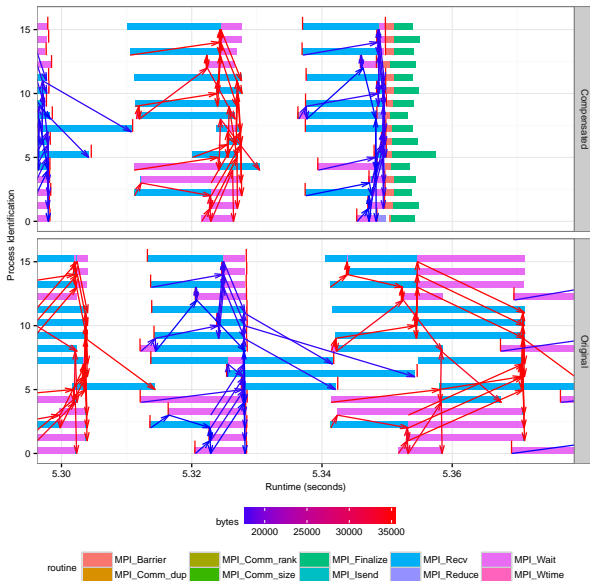 15
10
5
0
Compensated
15
10
5
0
Original
Process Identification
5.30
5.32
5.34
5.36
Runtime (seconds)
bytes
20000
25000
30000
35000
routine
MPI_Barrier
MPI_Comm_rank
MPI_Finalize
MPI_Recv
MPI_Wait
MPI_Comm_dup
MPI_Comm_size
MPI_Isend
MPI_Reduce
MPI_Wtime